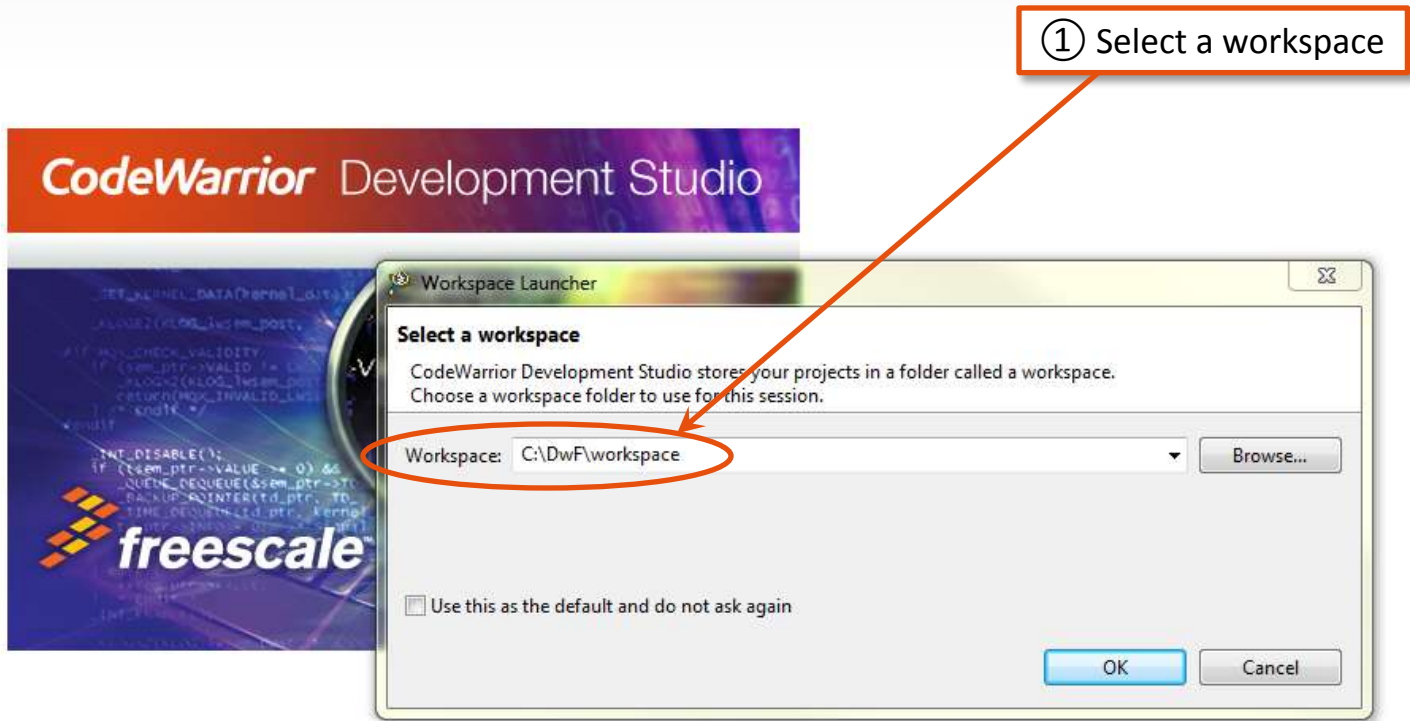 ① Select a workspace
CodeWarrior Development Studio
Workspace Launcher
Select a workspace
CodeWarrior Development Studio stores your projects in a folder called a workspace.
Choose a workspace folder to use for this session.
Workspace: C:\DwF\workspace Browse...
INT_DISABLE();
freescale™
Use this as the default and do not ask again
OK Cancel